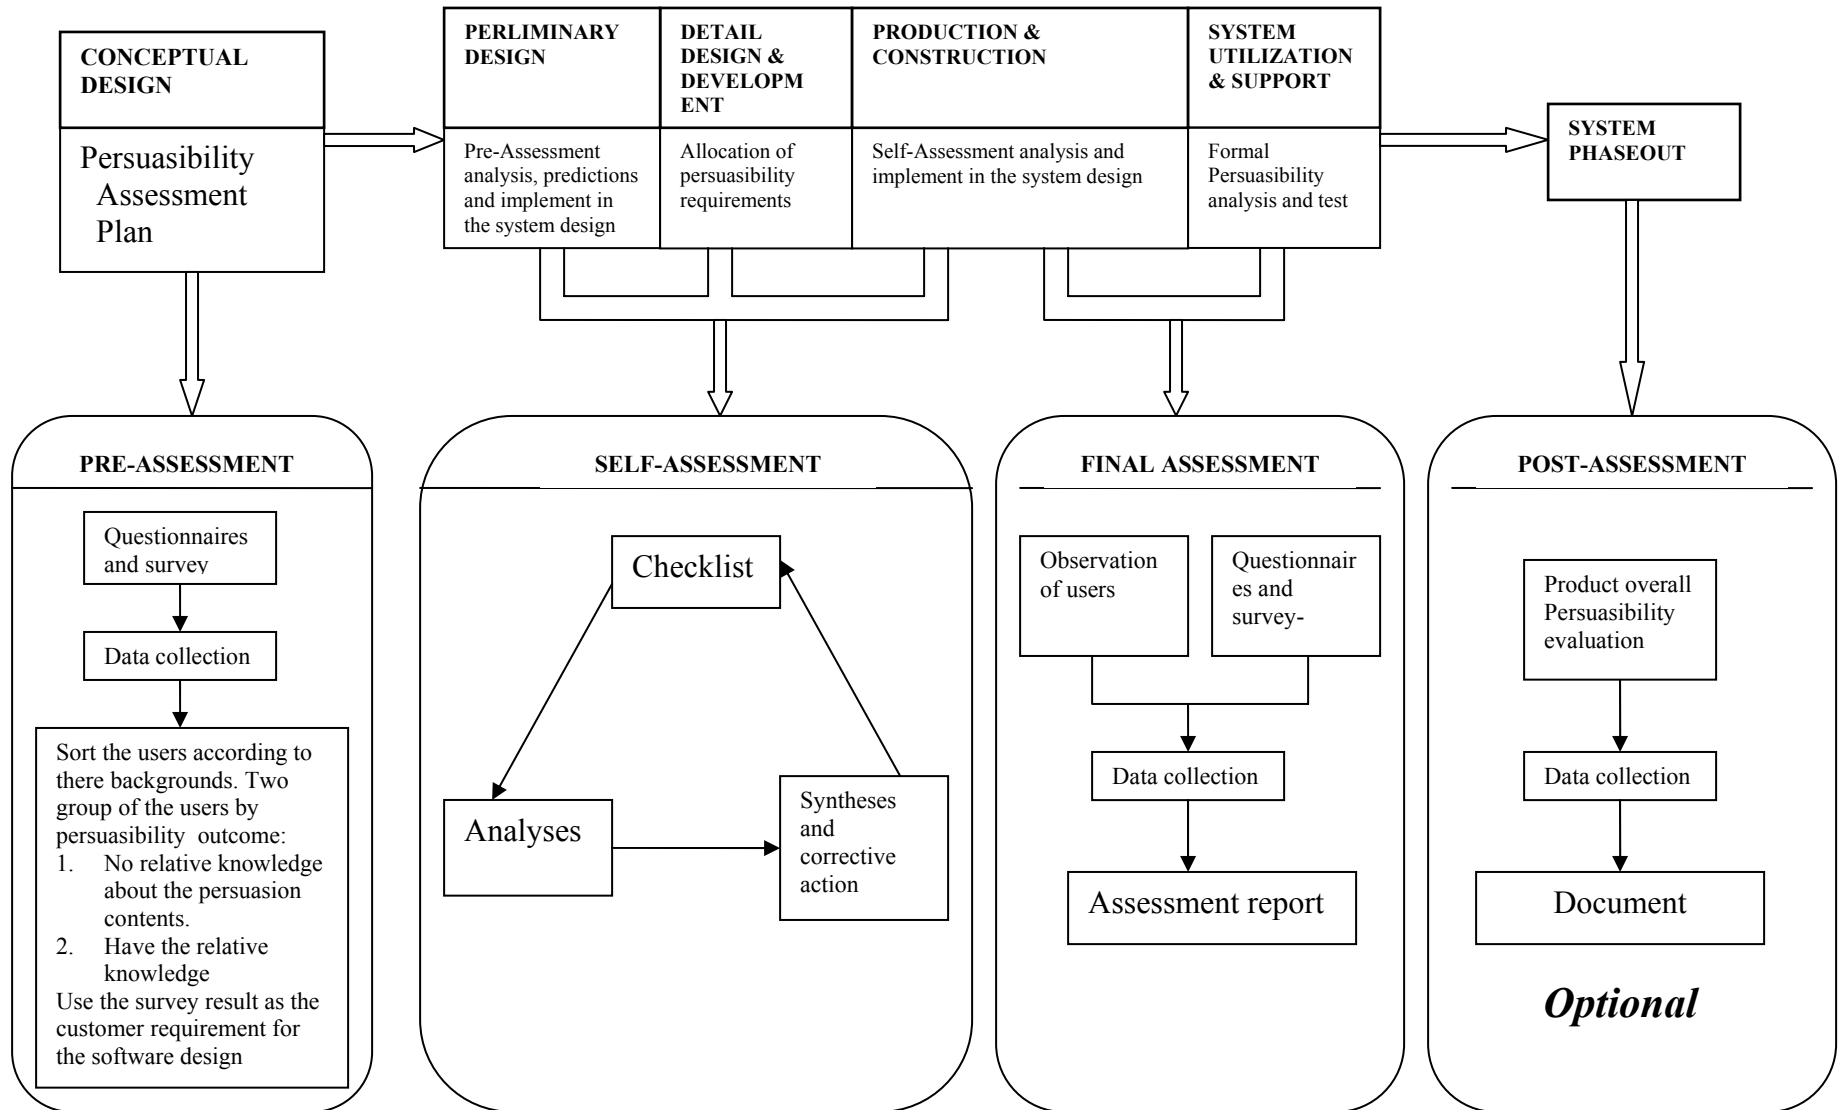 CONCEPTUAL
DESIGN
Persuasibility
Assessment
Plan
PERLIMINARY
DESIGN
Pre-Assessment
analysis, predictions
and implement in
the system design
DETAIL
DESIGN &
DEVELOPM
ENT
Allocation of
persuasibility
requirements
PRODUCTION &
CONSTRUCTION
Self-Assessment analysis and
implement in the system design
SYSTEM
UTILIZATION
& SUPPORT
Formal
Persuasibility
analysis and test
SYSTEM
PHASEOUT
PRE-ASSESSMENT
Questionnaires
and survey
Data collection
Sort the users according to
there backgrounds. Two
group of the users by
persuasibility outcome:
1. No relative knowledge
about the persuasion
contents.
2. Have the relative
knowledge
Use the survey result as the
customer requirement for
the software design
SELF-ASSESSMENT
Checklist
Analyses
Syntheses
and
corrective
action
FINAL ASSESSMENT
Observation
of users
Questionnair
es and
survey-
Data collection
Assessment report
POST-ASSESSMENT
Product overall
Persuasibility
evaluation
Data collection
Document
Optional